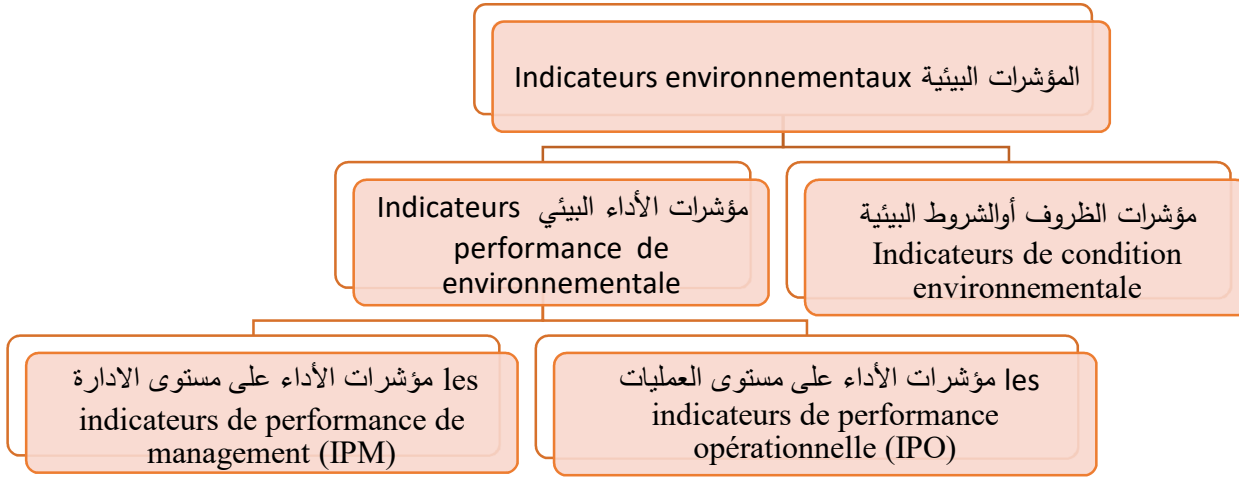 المؤشرات البيئية Indicateurs environnementaux
مؤشرات الظروف أوالشروط البيئية
Indicateurs de condition
environnementale
مؤشرات الأداء البيئي Indicateurs
performance de
environnementale
les مؤشرات الأداء على مستوى العمليات
indicateurs de performance
opérationnelle (IPO)
les مؤشرات الأداء على مستوى الادارة
indicateurs de performance de
management (IPM)